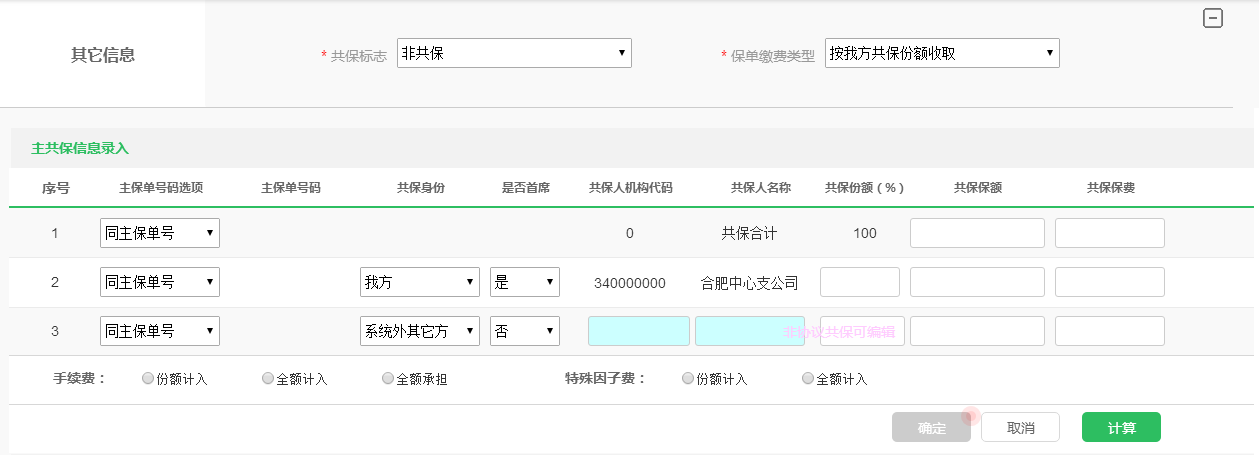 其它信息 * 共保标志 非共保 * 保单缴费类型 按我方共保份额收取
主共保信息录入
序号 主保单号码选项 主保单号码 共保身份 是否首席 共保人机构代码 共保人名称 共保份额（%） 共保保额 共保保费
1 同主保单号 0 共保合计 100
2 同主保单号 我方 是 340000000 合肥中心支公司
3 同主保单号 系统外其它方 否 非协议共保可编辑
手续费： 份额计入 全额计入 全额承担 特殊因子费： 份额计入 全额计入
确定 取消 计算